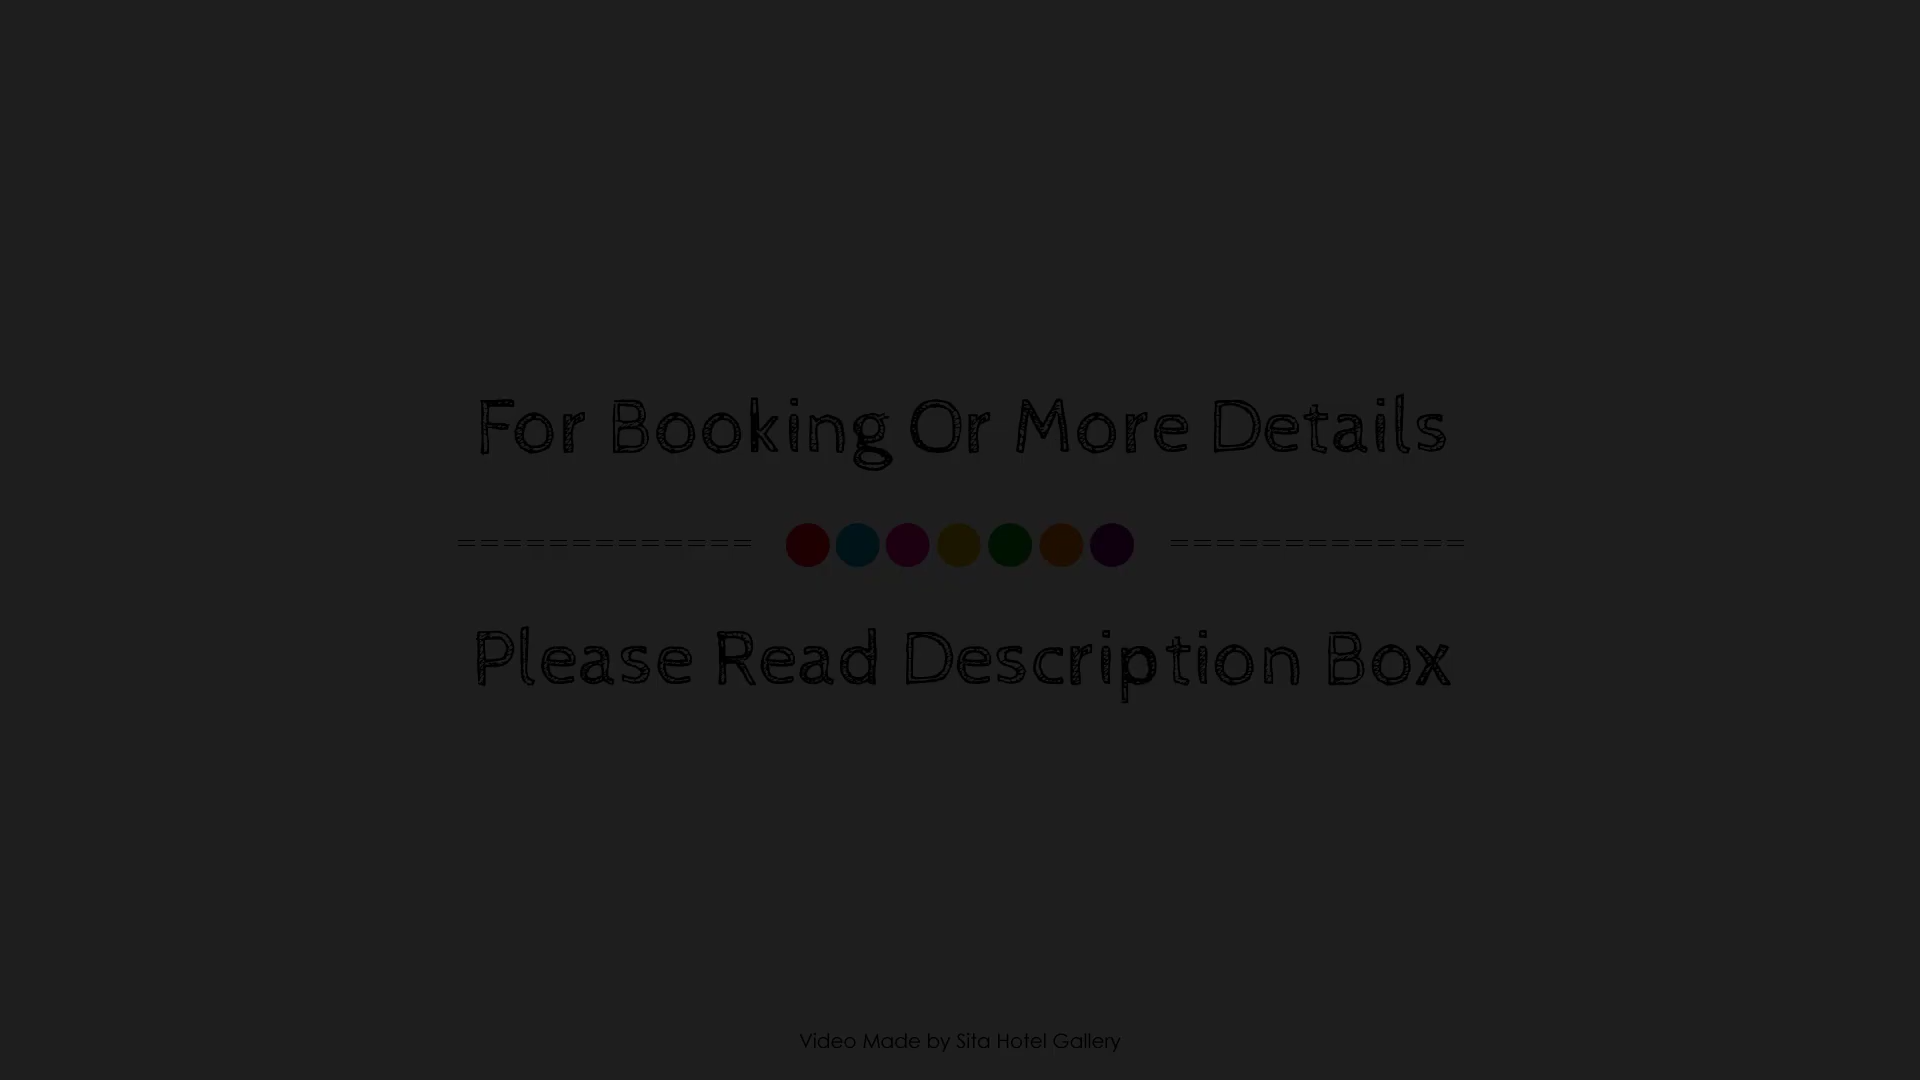 For Booking Or More Details
============= =============
Please Read Description Box
Video Made by Sita Hotel Gallery